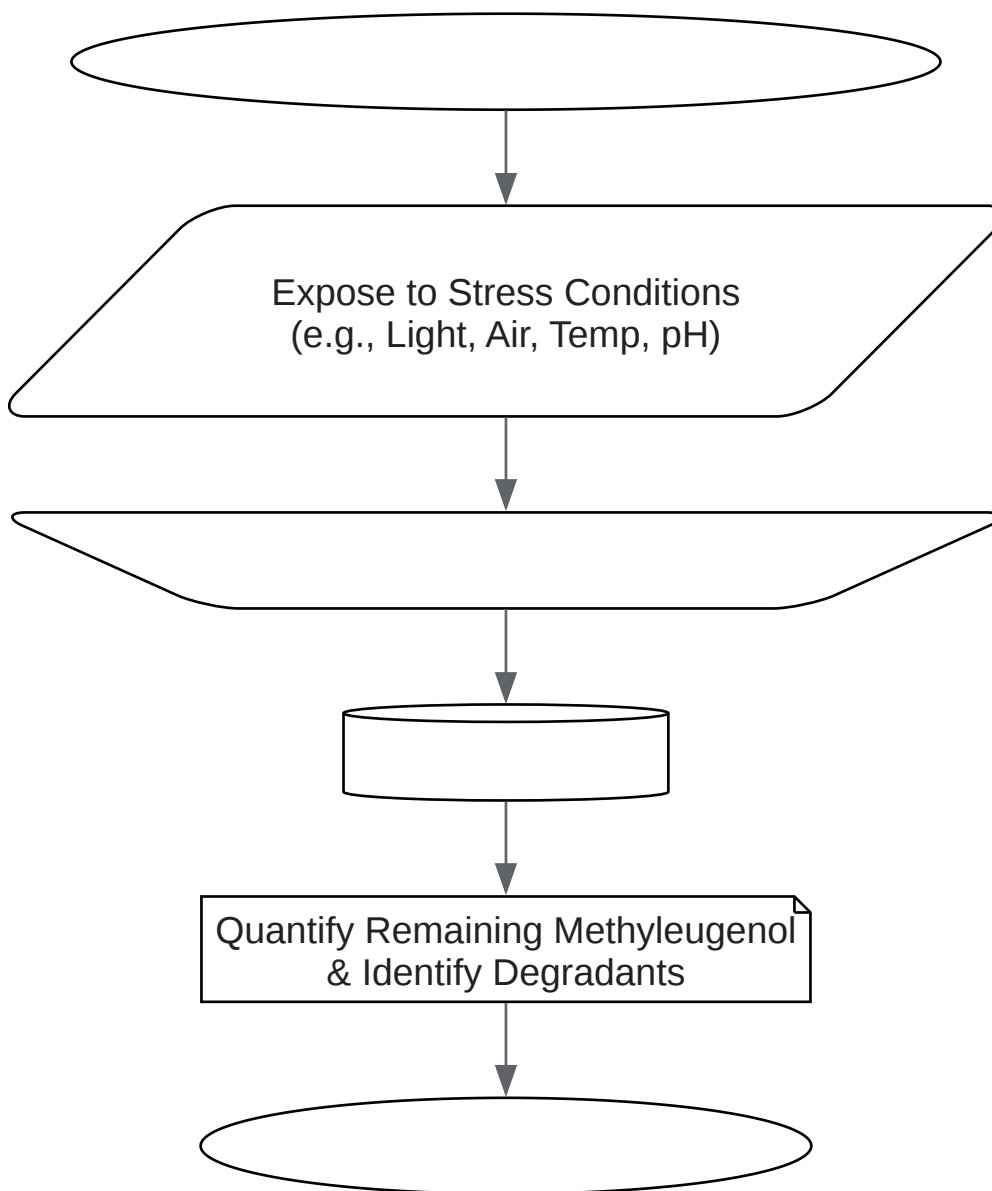 Expose to Stress Conditions
(e.g., Light, Air, Temp, pH)
Quantify Remaining Methyleugenol
& Identify Degradants